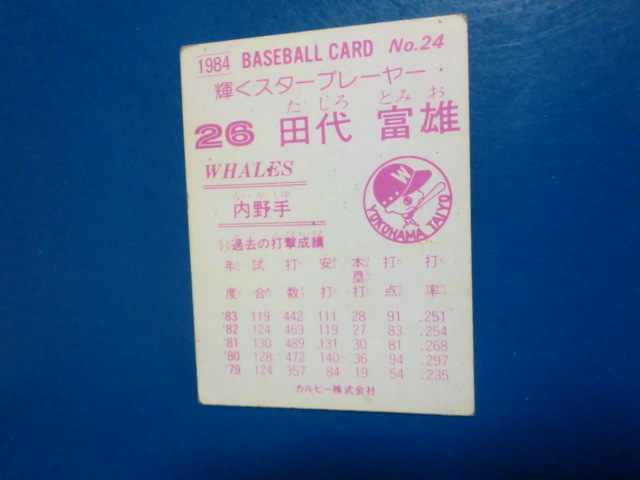 1984 BASEBALL CARD No.24
輝くスタープレーヤー
た しろ とみ お
26 田代 富雄
WHALES
ないやしゅ
内野手
W
YOKOHAMA TAIYO
過去の打撃成績
年 試 打 安 本塁 打 打
度 合 数 打 打 点 率
'83 119 442 111 28 91 .251
'82 124 469 119 27 83 .254
'81 130 489 131 30 81 .268
'80 128 472 140 36 94 .297
'79 124 357 84 19 54 .235
カルビー株式会社